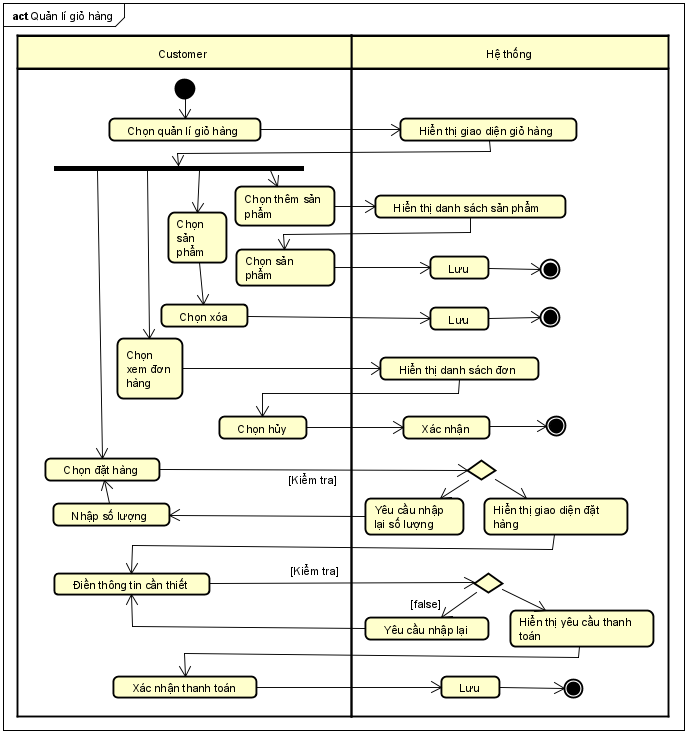 act Quản lí giỏ hàng
Customer
Hệ thống
Chọn quản lí giỏ hàng
Hiển thị giao diện giỏ hàng
Chọn thêm sản
phẩm
Hiển thị danh sách sản phẩm
Chọn
sản
phẩm
Chọn sản
phẩm
Lưu
Chọn xóa
Lưu
Chọn
xem đơn
hàng
Hiển thị danh sách đơn
Chọn hủy
Xác nhận
Chọn đặt hàng
[Kiểm tra]
Nhập số lượng
Yêu cầu nhập
lại số lượng
Hiển thị giao diện đặt
hàng
Điền thông tin cần thiết
[Kiểm tra]
[false]
Yêu cầu nhập lại
Hiển thị yêu cầu thanh
toán
Xác nhận thanh toán
Lưu